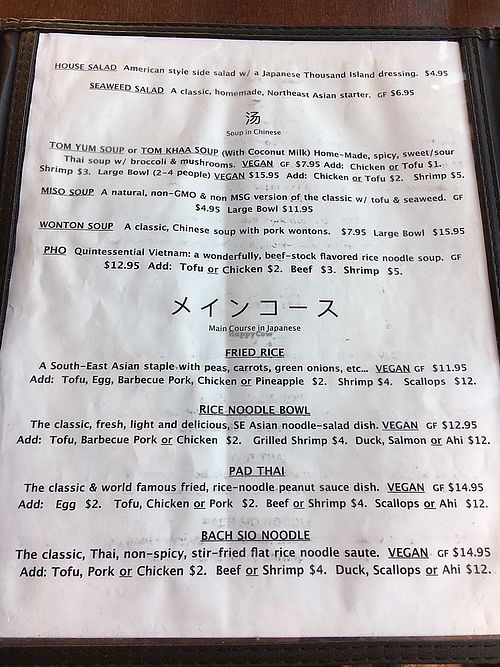 HOUSE SALAD American style side salad w/ a Japanese Thousand Island dressing. $4.95
SEAWEED SALAD A classic, homemade, Northeast Asian starter. GF $6.95
汤
Soup in Chinese
TOM YUM SOUP or TOM KHAA SOUP (With Coconut Milk) Home-Made, spicy, sweet/sour
Thai soup w/ broccoli & mushrooms. VEGAN GF $7.95 Add: Chicken or Tofu $1.
Shrimp $3. Large Bowl (2-4 people) VEGAN $15.95 Add: Chicken or Tofu $2. Shrimp $5.
MISO SOUP A natural, non-GMO & non MSG version of the classic w/ tofu & seaweed. GF
$4.95 Large Bowl $11.95
WONTON SOUP A classic, Chinese soup with pork wontons. $7.95 Large Bowl $15.95
PHO Quintessential Vietnam: a wonderfully, beef-stock flavored rice noodle soup. GF
$12.95 Add: Tofu or Chicken $2. Beef $3. Shrimp $5.
メインコース
Main Course in Japanese
HappyCow
FRIED RICE
A South-East Asian staple with peas, carrots, green onions, etc... VEGAN GF $11.95
Add: Tofu, Egg, Barbecue Pork, Chicken or Pineapple $2. Shrimp $4. Scallops $12.
RICE NOODLE BOWL
The classic, fresh, light and delicious, SE Asian noodle-salad dish. VEGAN GF $12.95
Add: Tofu, Barbecue Pork or Chicken $2. Grilled Shrimp $4. Duck, Salmon or Ahi $12.
PAD THAI
The classic & world famous fried, rice-noodle peanut sauce dish. VEGAN GF $14.95
Add: Egg $2. Tofu, Chicken or Pork $2. Beef or Shrimp $4. Scallops or Ahi $12.
BACH SIO NOODLE
The classic, Thai, non-spicy, stir-fried flat rice noodle saute. VEGAN GF $14.95
Add: Tofu, Pork or Chicken $2. Beef or Shrimp $4. Duck, Scallops or Ahi $12.